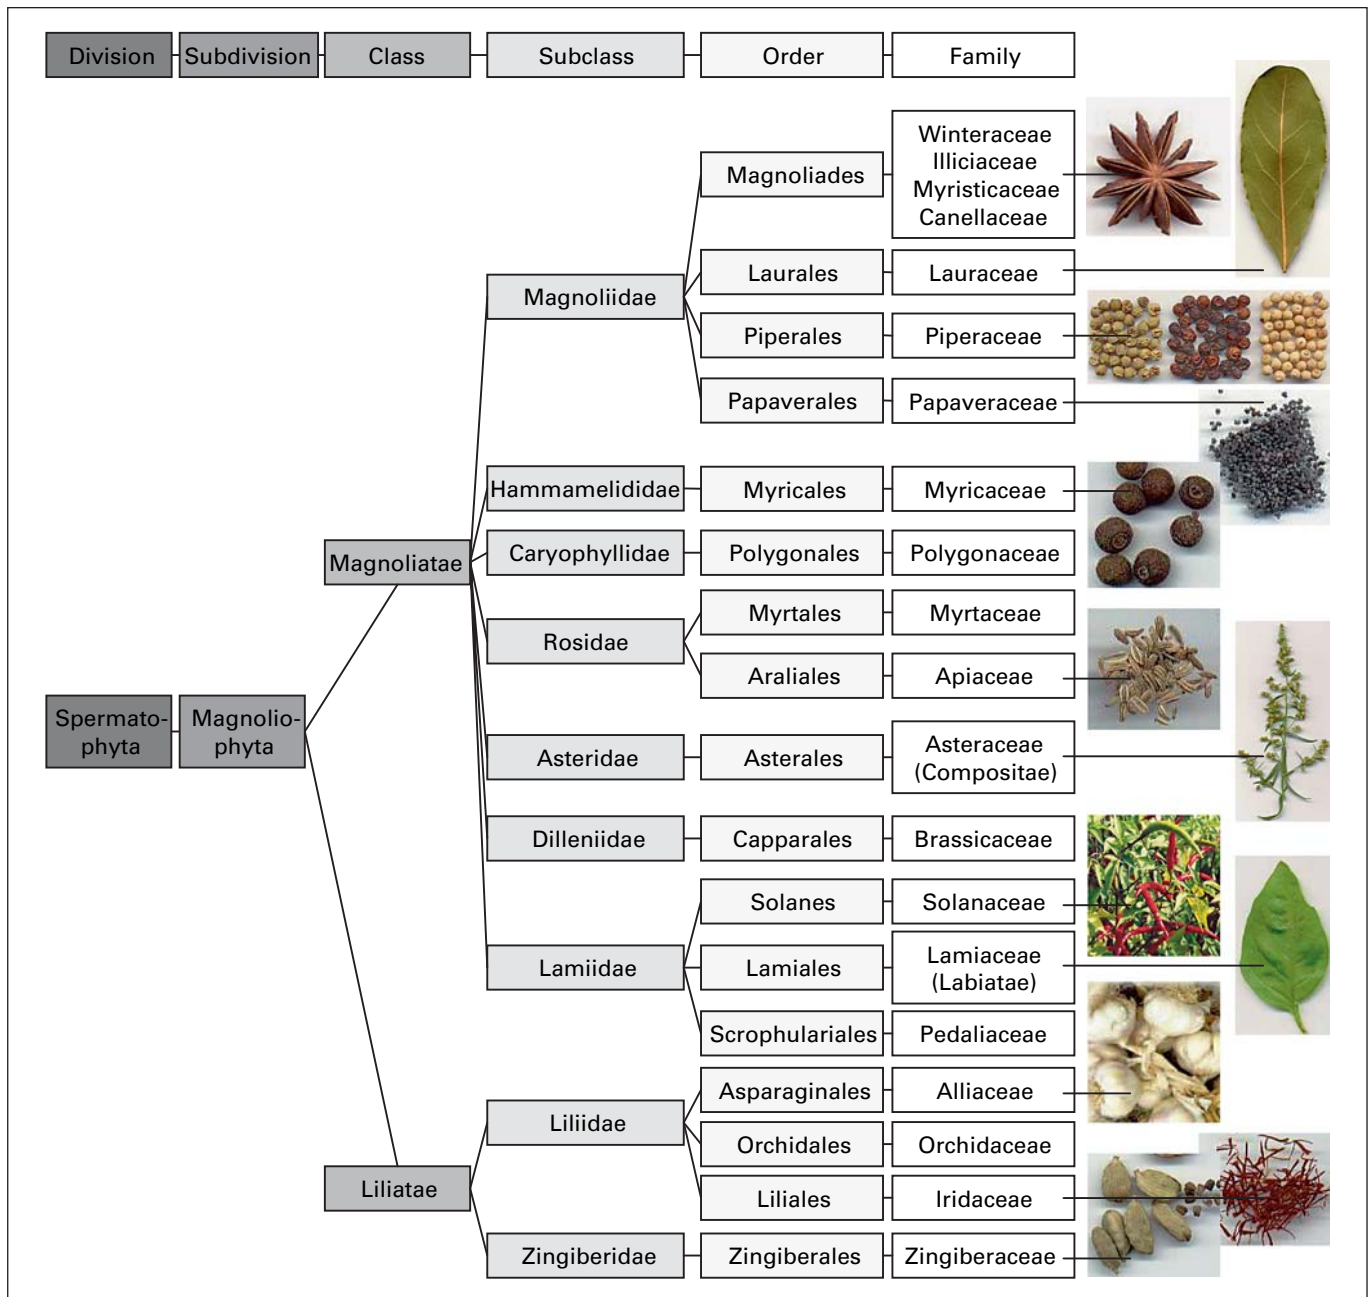 Division
Subdivision
Class
Subclass
Order
Family
Magnoliades
Winteraceae
Illiciaceae
Myristicaceae
Canellaceae
Laurales
Lauraceae
Magnoliidae
Piperales
Piperaceae
Papaverales
Papaveraceae
Hammamelididae
Myricales
Myricaceae
Magnoliatae
Caryophyllidae
Polygonales
Polygonaceae
Rosidae
Myrtales
Myrtaceae
Araliales
Apiaceae
Spermato-
phyta
Magnolio-
phyta
Asteridae
Asterales
Asteraceae
(Compositae)
Dilleniidae
Capparales
Brassicaceae
Solanes
Solanaceae
Lamiidae
Lamiales
Lamiaceae
(Labiatae)
Scrophulariales
Pedaliaceae
Liliidae
Asparaginales
Alliaceae
Orchidales
Orchidaceae
Liliatae
Liliales
Iridaceae
Zingiberidae
Zingiberales
Zingiberaceae